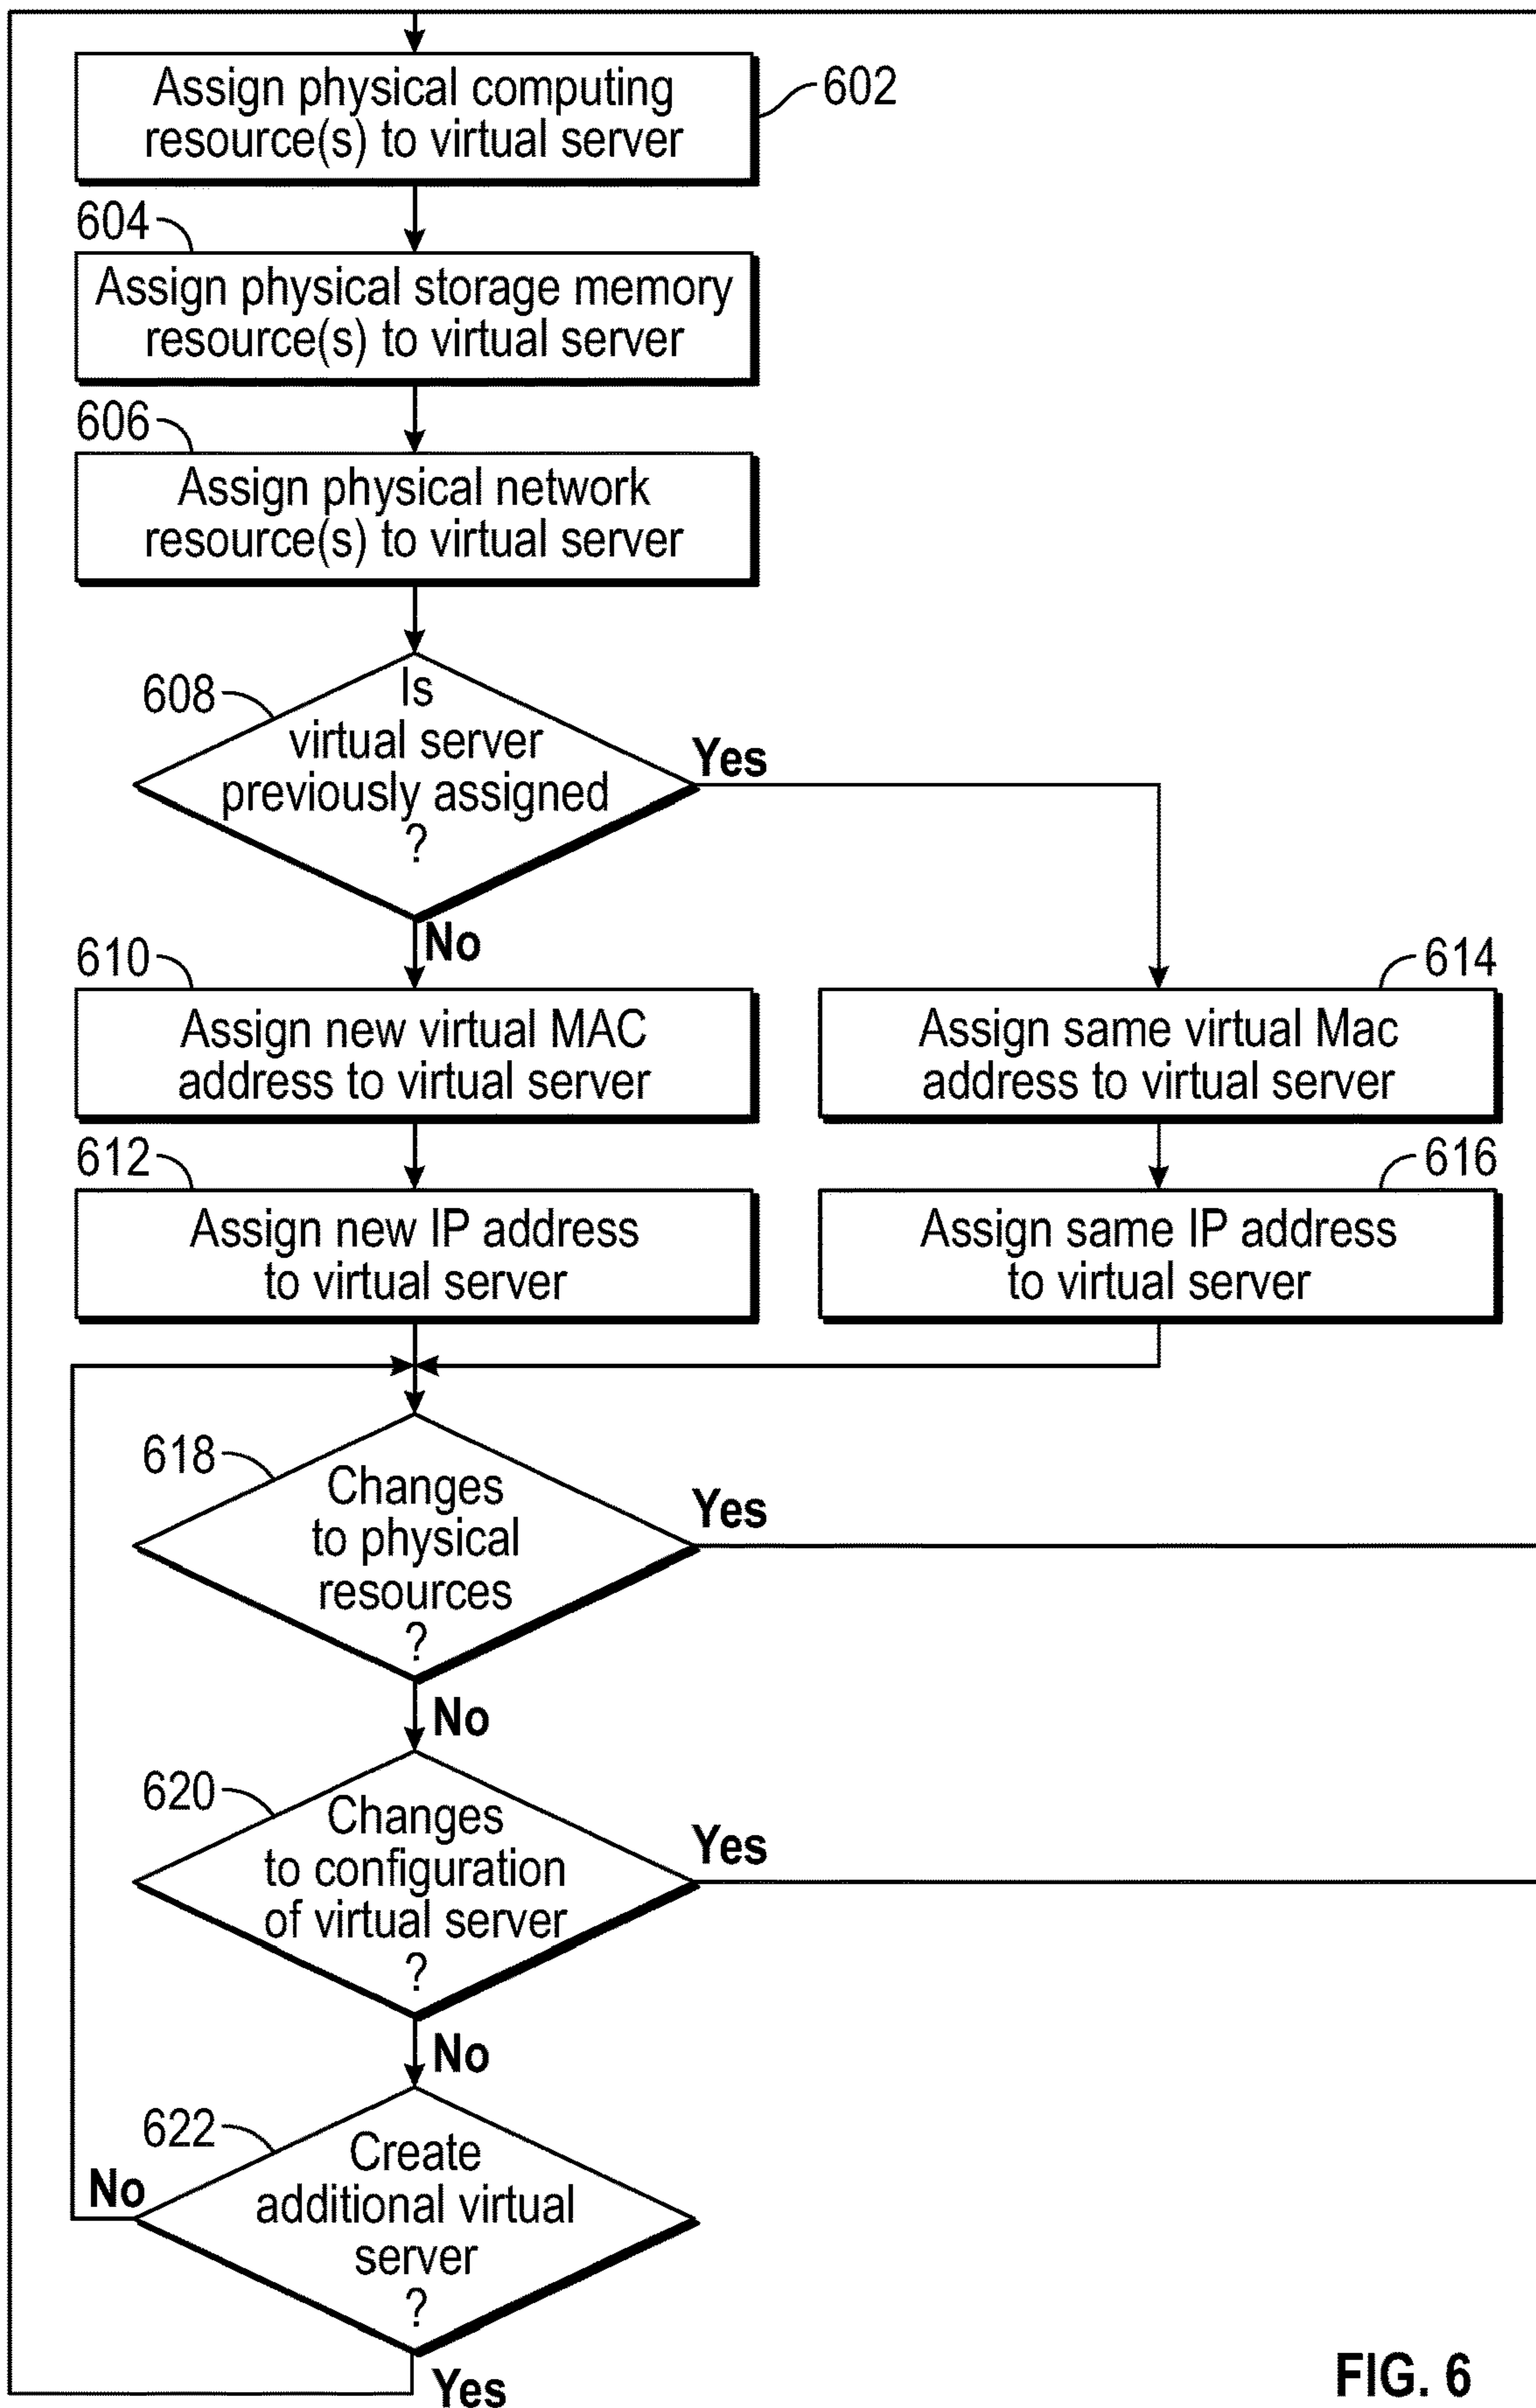 Assign physical computing
resource(s) to virtual server
602
604
Assign physical storage memory
resource(s) to virtual server
606
Assign physical network
resource(s) to virtual server
608
Is
virtual server
previously assigned
?
Yes
No
610
Assign new virtual MAC
address to virtual server
614
Assign same virtual Mac
address to virtual server
612
Assign new IP address
to virtual server
616
Assign same IP address
to virtual server
618
Changes
to physical
resources
?
Yes
No
620
Changes
to configuration
of virtual server
?
Yes
No
622
Create
additional virtual
server
?
No
Yes
FIG. 6